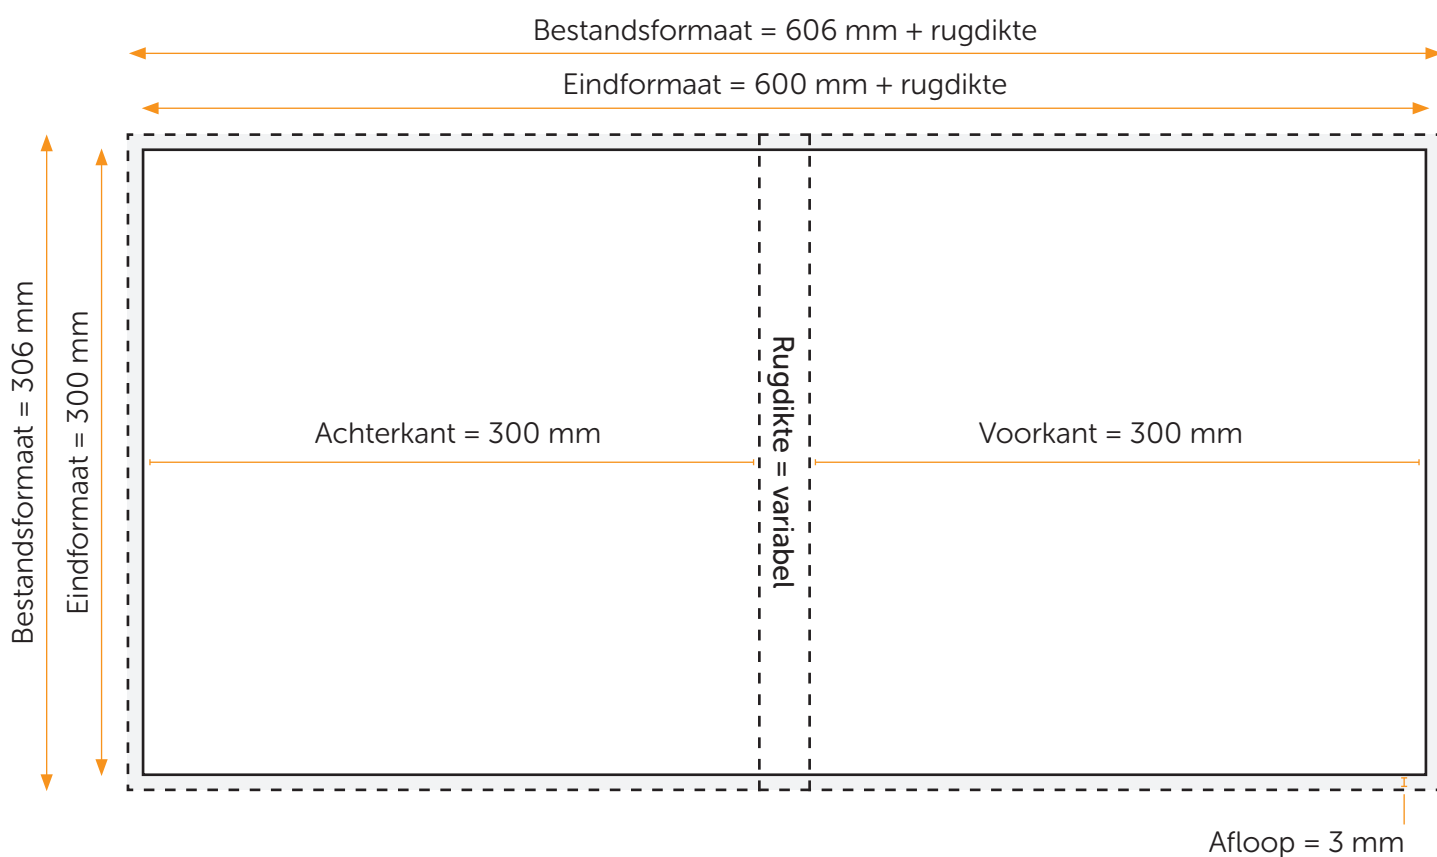 Bestandsformaat = 606 mm + rugdikte
Eindformaat = 600 mm + rugdikte
Bestandsformaat = 306 mm
Eindformaat = 300 mm
Achterkant = 300 mm
Rugdikte = variabel
Voorkant = 300 mm
Afloop = 3 mm